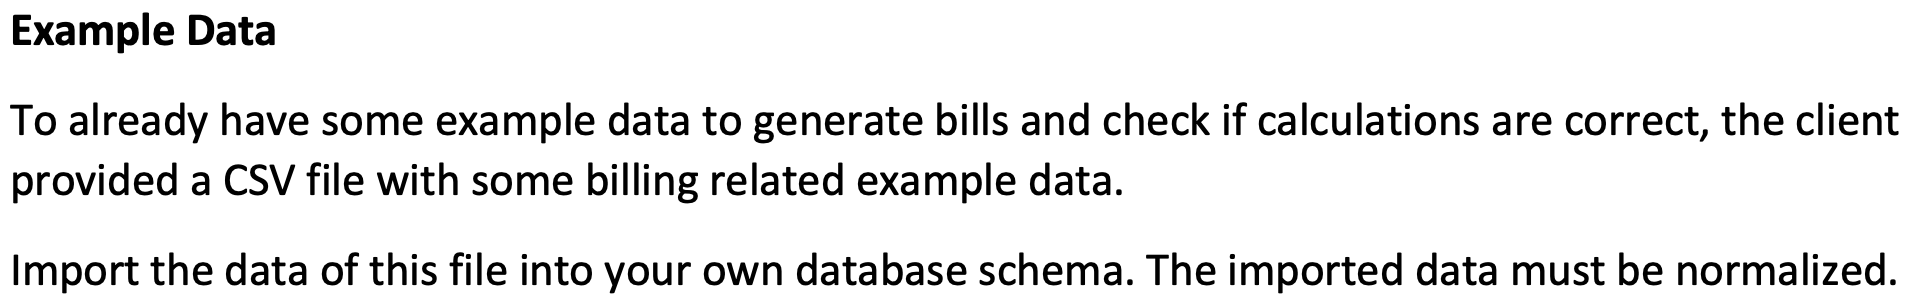 Example Data
To already have some example data to generate bills and check if calculations are correct, the client
provided a CSV file with some billing related example data.
Import the data of this file into your own database schema. The imported data must be normalized.